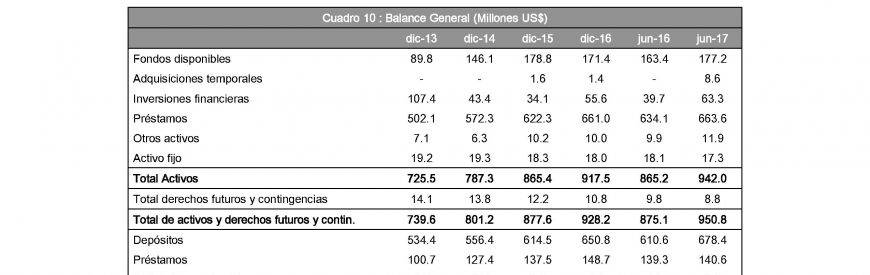 Cuadro 10 : Balance General (Millones US$)
dic-13 dic-14 dic-15 dic-16 jun-16 jun-17
Fondos disponibles 89.8 146.1 178.8 171.4 163.4 177.2
Adquisiciones temporales - - 1.6 1.4 - 8.6
Inversiones financieras 107.4 43.4 34.1 55.6 39.7 63.3
Préstamos 502.1 572.3 622.3 661.0 634.1 663.6
Otros activos 7.1 6.3 10.2 10.0 9.9 11.9
Activo fijo 19.2 19.3 18.3 18.0 18.1 17.3
Total Activos 725.5 787.3 865.4 917.5 865.2 942.0
Total derechos futuros y contingencias 14.1 13.8 12.2 10.8 9.8 8.8
Total de activos y derechos futuros y contin. 739.6 801.2 877.6 928.2 875.1 950.8
Depósitos 534.4 556.4 614.5 650.8 610.6 678.4
Préstamos 100.7 127.4 137.5 148.7 139.3 140.6